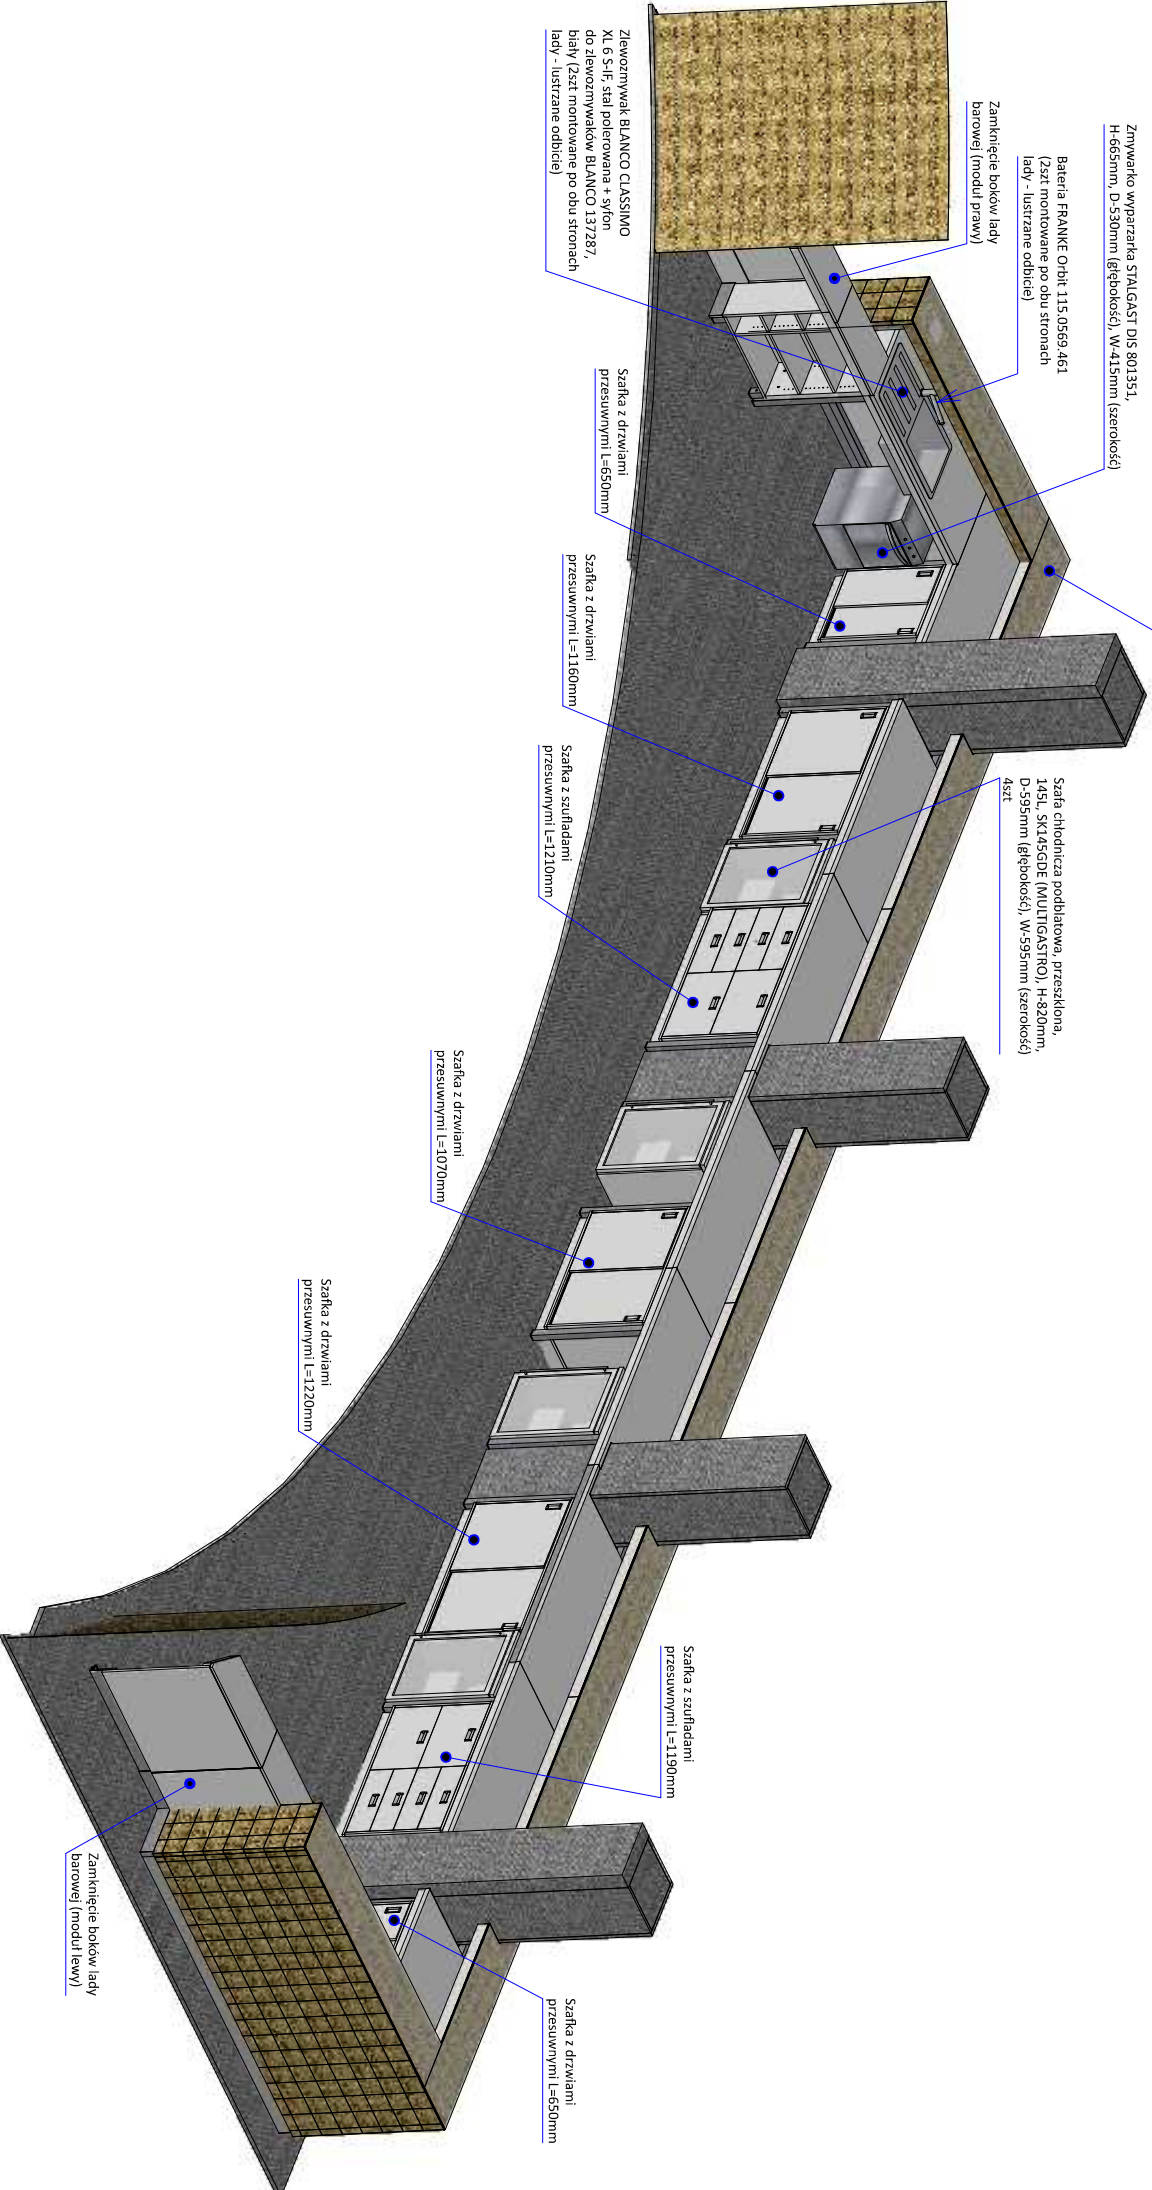 Zmywarko wyparzarka STALGAST DIS 801351,
H-665mm, D-530mm (głębokość), W-415mm (szerokość)
Bateria FRANKE Orbit 115.0569.461
(2szt montowane po obu stronach
lady - lustrzane odbicie)
Zamknięcie boków lady
barowej (moduł prawy)
Zlewozmywak BLANCO CLASSIMO
XL 6 S-IF, stal polerowana + syfon
do zlewozmywaków BLANCO 137287,
biały (2szt montowane po obu stronach
lady - lustrzane odbicie)
Szafka z drzwiami
przesuwnymi L=650mm
Szafka z drzwiami
przesuwnymi L=1160mm
Szafa chłodnicza podblatowa, przeszklona,
145L, SK145GDE (MULTIGASTRO), H-820mm,
D-595mm (głębokość), W-595mm (szerokość)
4szt
Szafka z szufladami
przesuwnymi L=1210mm
Szafka z drzwiami
przesuwnymi L=1070mm
Szafka z drzwiami
przesuwnymi L=1220mm
Szafka z szufladami
przesuwnymi L=1190mm
Zamknięcie boków lady
barowej (moduł lewy)
Szafka z drzwiami
przesuwnymi L=650mm